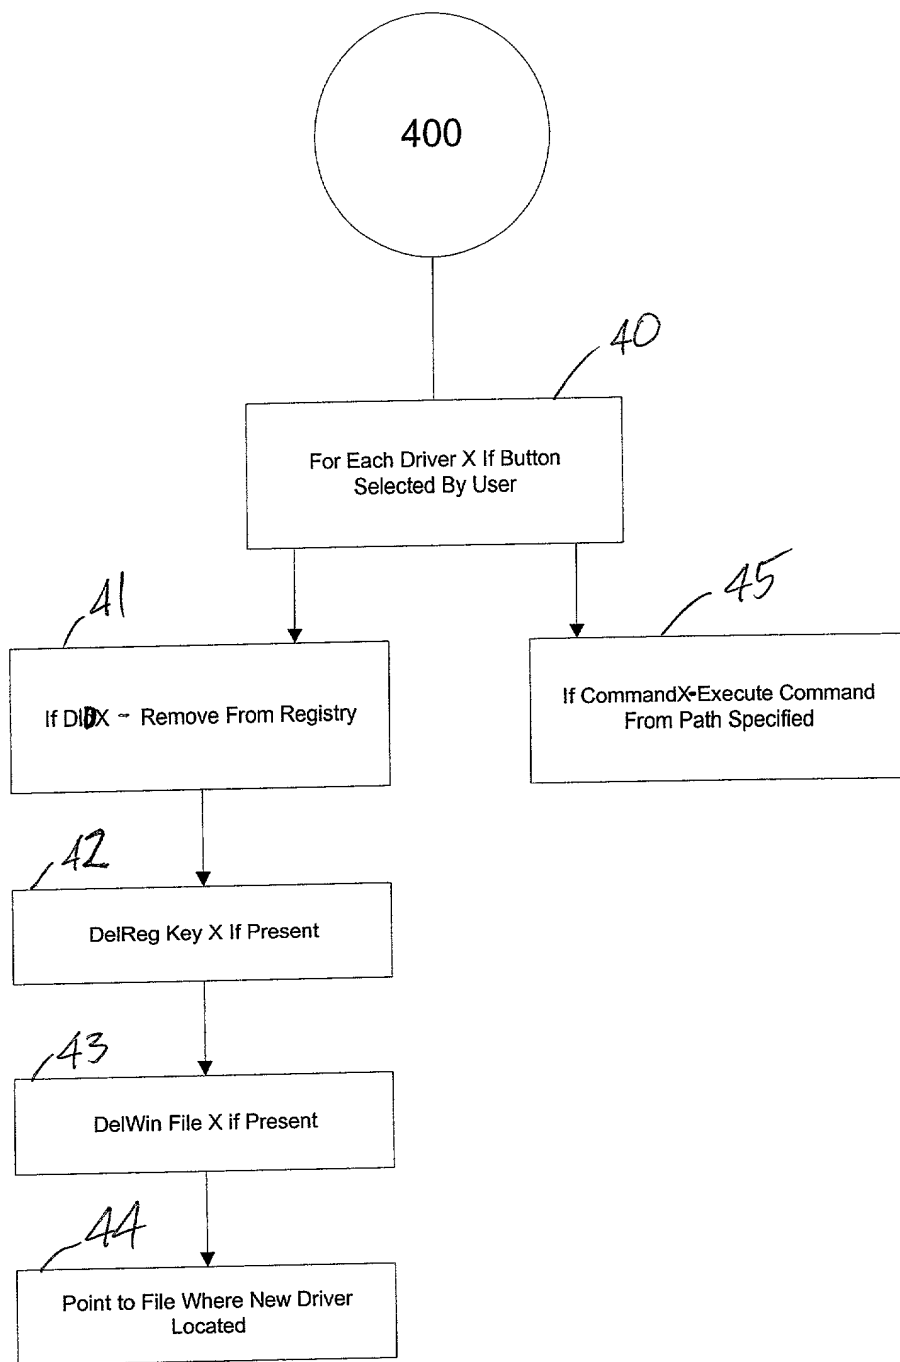 400
40
For Each Driver X If Button
Selected By User
41
45
If DIDX - Remove From Registry
If CommandX-Execute Command
From Path Specified
42
DelReg Key X If Present
43
DelWin File X if Present
44
Point to File Where New Driver
Located